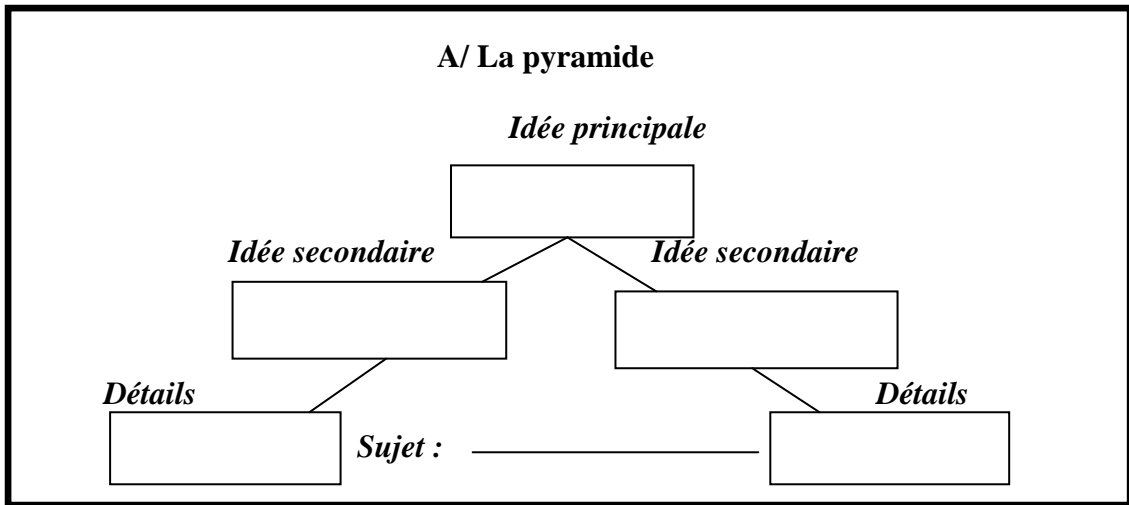 A/ La pyramide
Idée principale
Idée secondaire
Idée secondaire
Détails
Détails
Sujet :